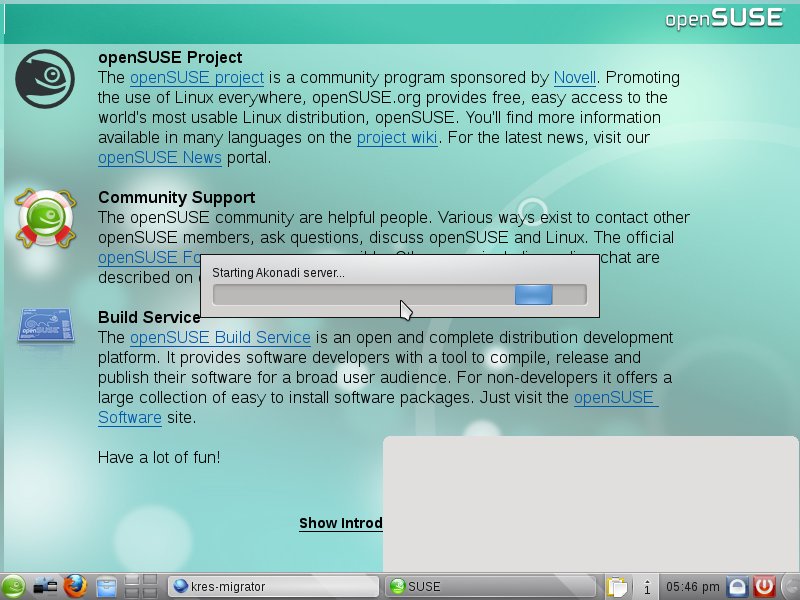 openSUSE
openSUSE Project
The openSUSE project is a community program sponsored by Novell. Promoting
the use of Linux everywhere, openSUSE.org provides free, easy access to the
world's most usable Linux distribution, openSUSE. You'll find more information
available in many languages on the project wiki. For the latest news, visit our
openSUSE News portal.
Community Support
The openSUSE community are helpful people. Various ways exist to contact other
openSUSE members, ask questions, discuss openSUSE and Linux. The official
openSUSE Fo
chat are
described on
Starting Akonadi server...
Build Service
The openSUSE Build Service is an open and complete distribution development
platform. It provides software developers with a tool to compile, release and
publish their software for a broad user audience. For non-developers it offers a
large collection of easy to install software packages. Just visit the openSUSE
Software site.
Have a lot of fun!
Show Introd
kres-migrator
SUSE
1
05:46 pm